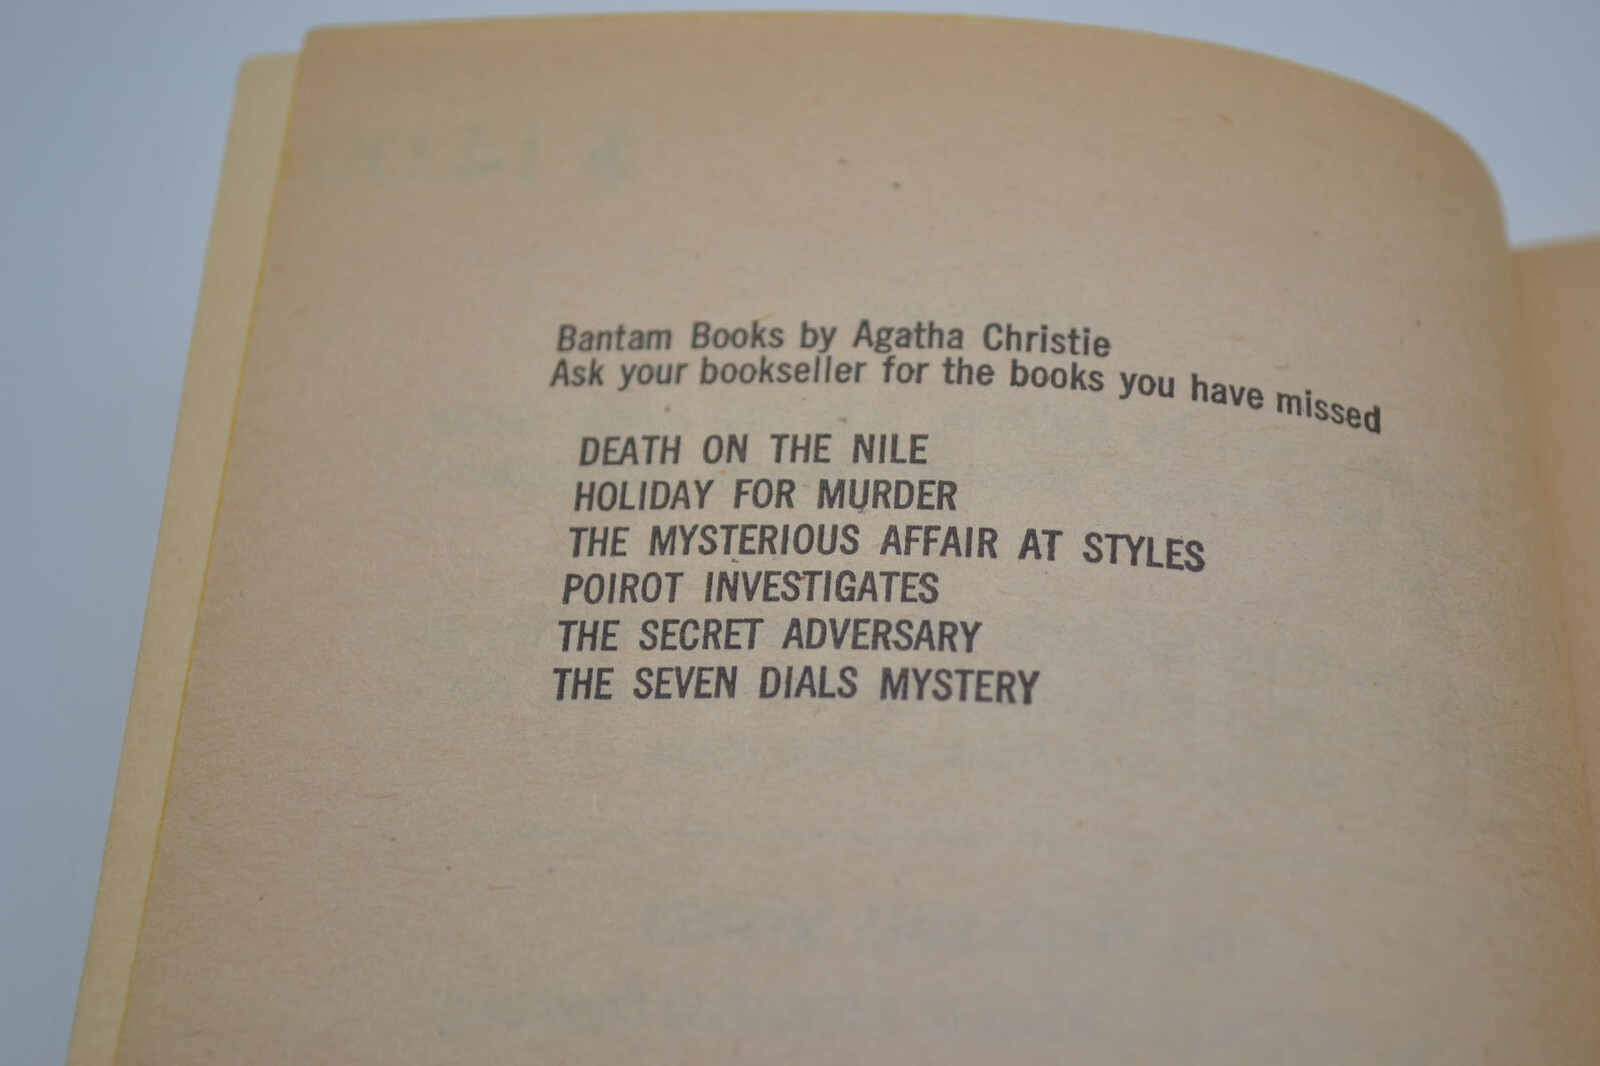 Bantam Books by Agatha Christie
Ask your bookseller for the books you have missed
DEATH ON THE NILE
HOLIDAY FOR MURDER
THE MYSTERIOUS AFFAIR AT STYLES
POIROT INVESTIGATES
THE SECRET ADVERSARY
THE SEVEN DIALS MYSTERY